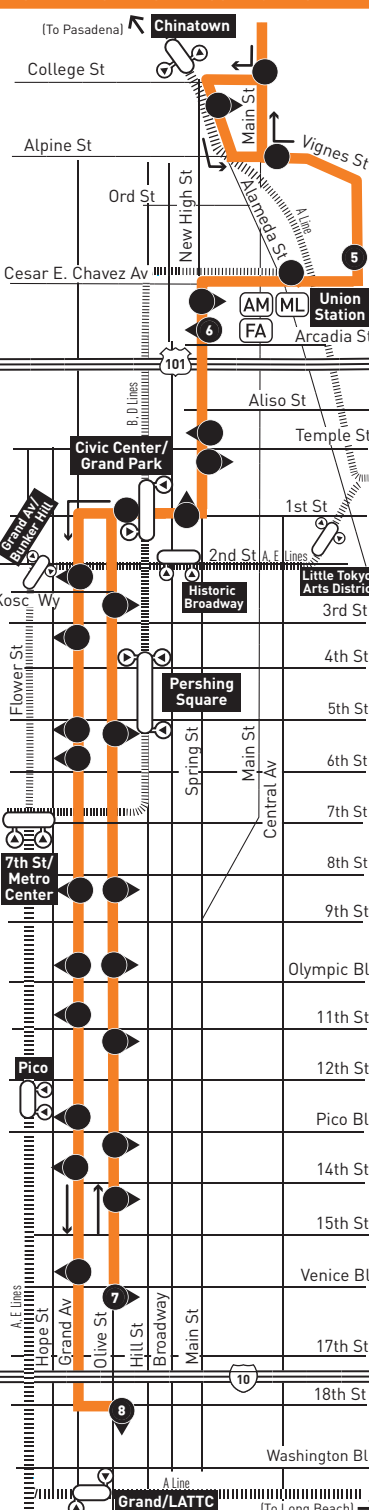 (To Pasadena)
Chinatown
College St
Main St
Alpine St
Vignes St
Ord St
New High St
Alameda St
A Line
5
Cesar E. Chavez Av
AM ML
FA
Union
Station
6
Arcadia St
101
B, D Lines
Aliso St
Temple St
Civic Center/
Grand Park
Grand Av/
Bunker Hill
1st St
2nd St
A, E Lines
Historic
Broadway
Little Tokyo/
Arts District
Kosc Wy
3rd St
4th St
Flower St
Pershing
Square
5th St
Spring St
Main St
Central Av
6th St
7th St
7th St/
Metro
Center
8th St
9th St
Olympic Bl
11th St
Pico
12th St
Pico Bl
14th St
15th St
Venice Bl
7
A, E Lines
Hope St
Grand Av
Olive St
Hill St
Broadway
Main St
17th St
10
18th St
8
Washington Bl
A Line
Grand/LATTC
(To Long Beach)